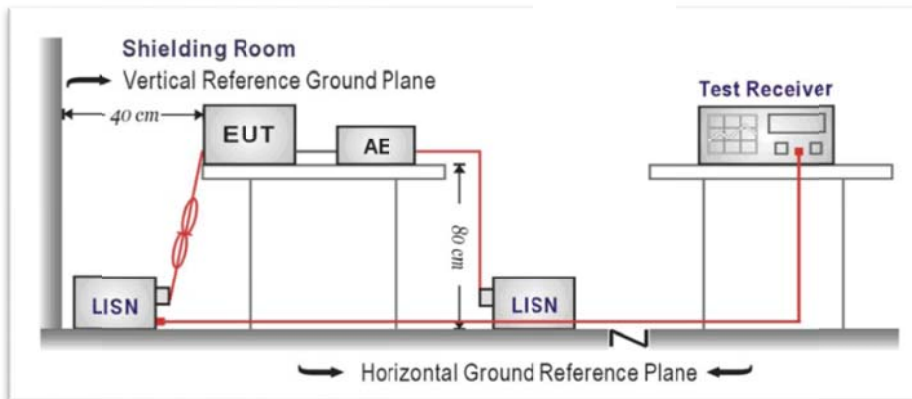 Shielding Room
Vertical Reference Ground Plane
40 cm
EUT
AE
Test Receiver
80 cm
LISN
LISN
Horizontal Ground Reference Plane